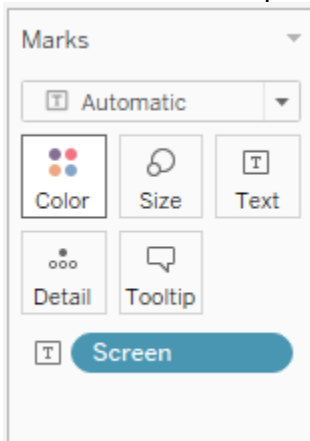 Marks
T Automatic
Color Size T Text
Detail Tooltip
T Screen